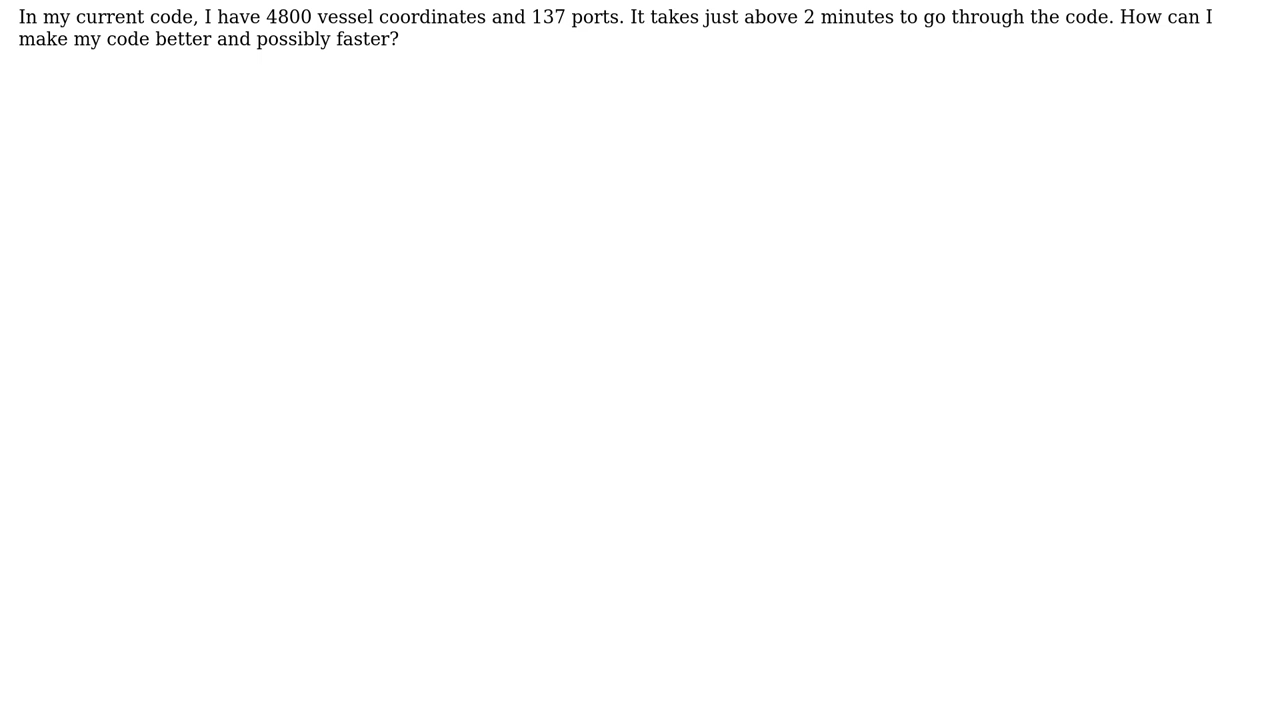 In my current code, I have 4800 vessel coordinates and 137 ports. It takes just above 2 minutes to go through the code. How can I
make my code better and possibly faster?